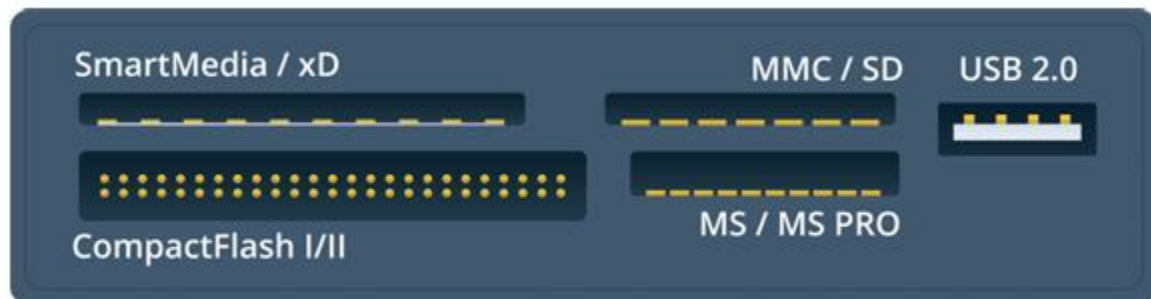 SmartMedia / xD
MMC / SD
USB 2.0
CompactFlash I/II
MS / MS PRO